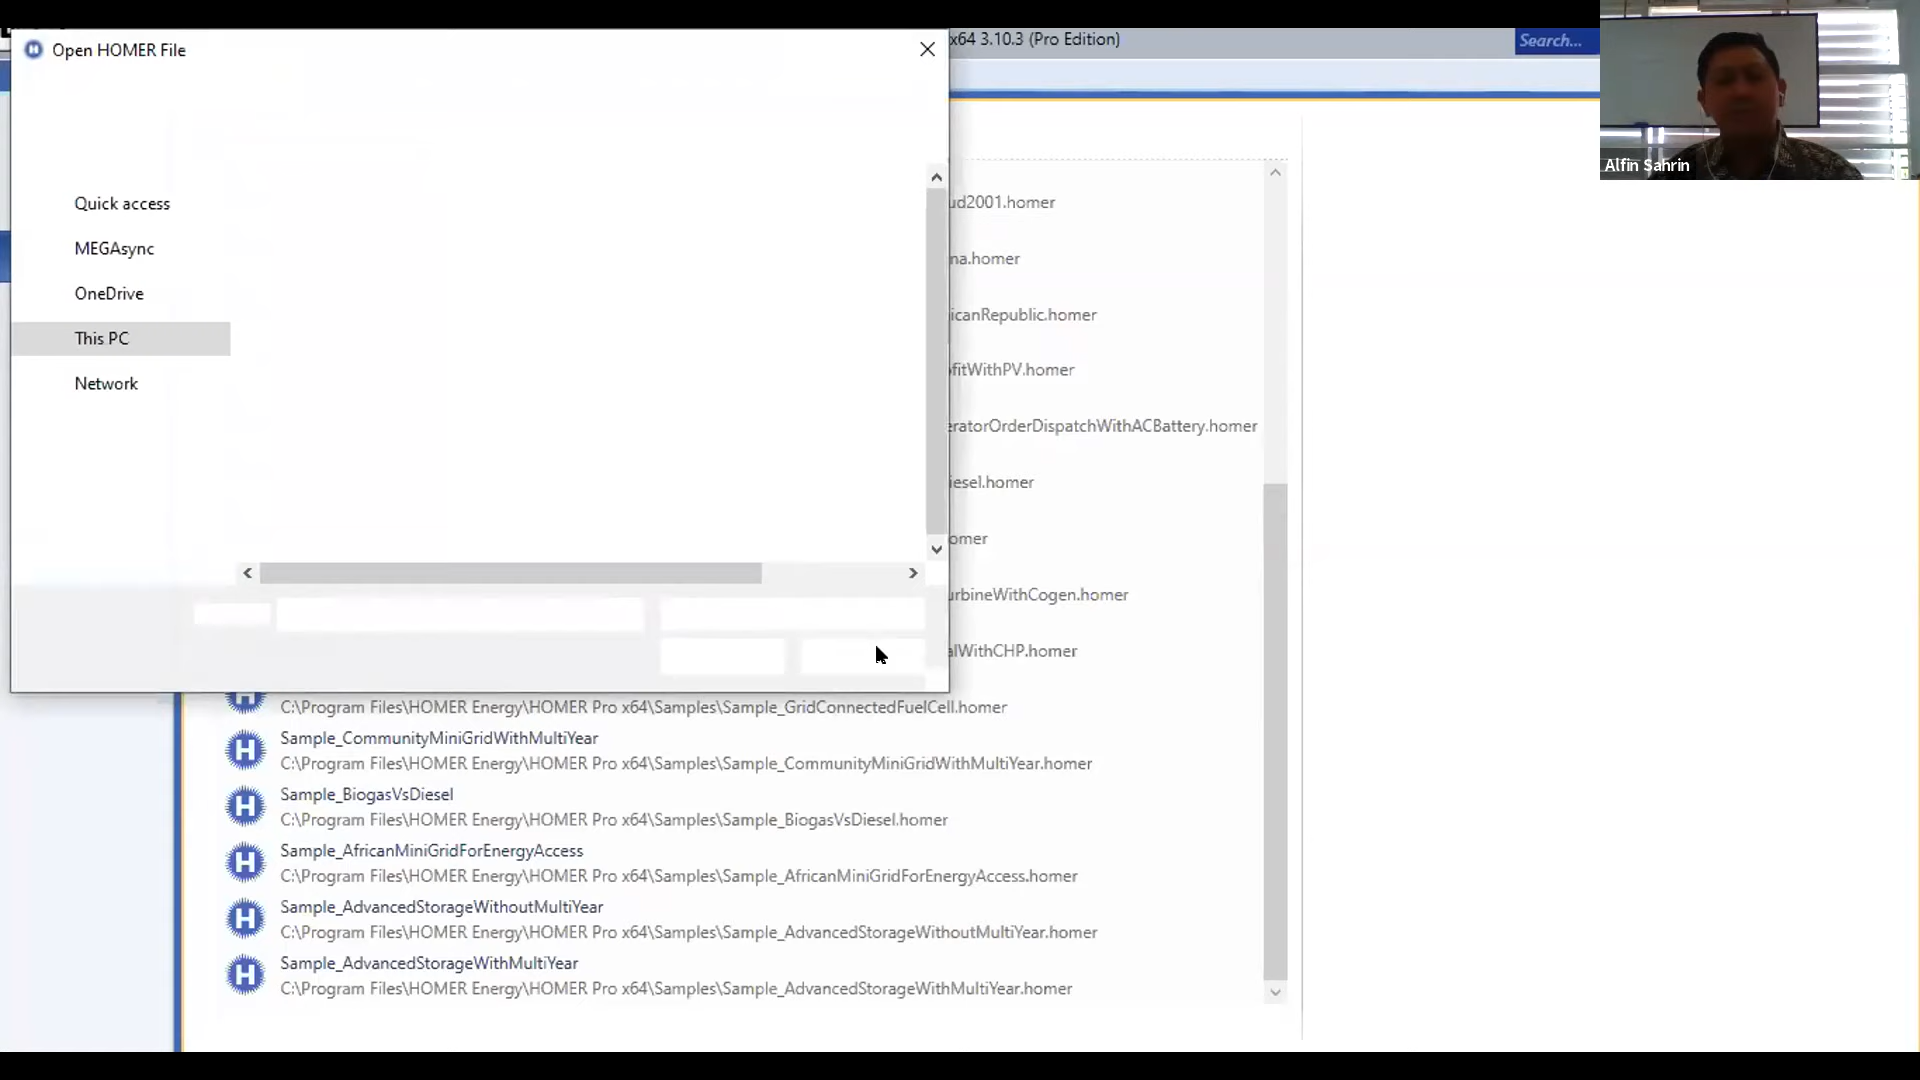 Open HOMER File
x64 3.10.3 (Pro Edition)
Search...
Alfin Sahrin
Quick access
MEGAsync
OneDrive
This PC
Network
ud2001.homer
na.homer
icanRepublic.homer
fitWithPV.homer
eratorOrderDispatchWithACBattery.homer
iesel.homer
omer
urbineWithCogen.homer
alWithCHP.homer
C:\Program Files\HOMER Energy\HOMER Pro x64\Samples\Sample_GridConnectedFuelCell.homer
Sample_CommunityMiniGridWithMultiYear
C:\Program Files\HOMER Energy\HOMER Pro x64\Samples\Sample_CommunityMiniGridWithMultiYear.homer
Sample_BiogasVsDiesel
C:\Program Files\HOMER Energy\HOMER Pro x64\Samples\Sample_BiogasVsDiesel.homer
Sample_AfricanMiniGridForEnergyAccess
C:\Program Files\HOMER Energy\HOMER Pro x64\Samples\Sample_AfricanMiniGridForEnergyAccess.homer
Sample_AdvancedStorageWithoutMultiYear
C:\Program Files\HOMER Energy\HOMER Pro x64\Samples\Sample_AdvancedStorageWithoutMultiYear.homer
Sample_AdvancedStorageWithMultiYear
C:\Program Files\HOMER Energy\HOMER Pro x64\Samples\Sample_AdvancedStorageWithMultiYear.homer